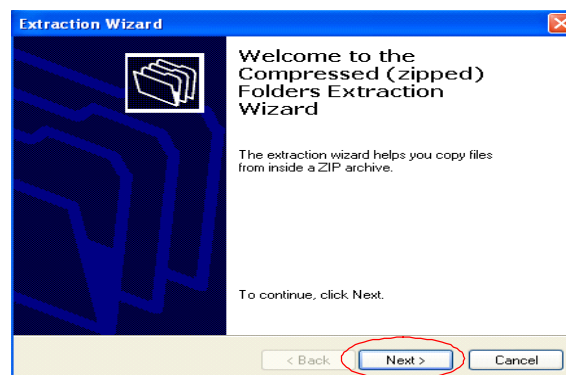 Extraction Wizard
Welcome to the
Compressed (zipped)
Folders Extraction
Wizard
The extraction wizard helps you copy files
from inside a ZIP archive.
To continue, click Next.
< Back
Next >
Cancel